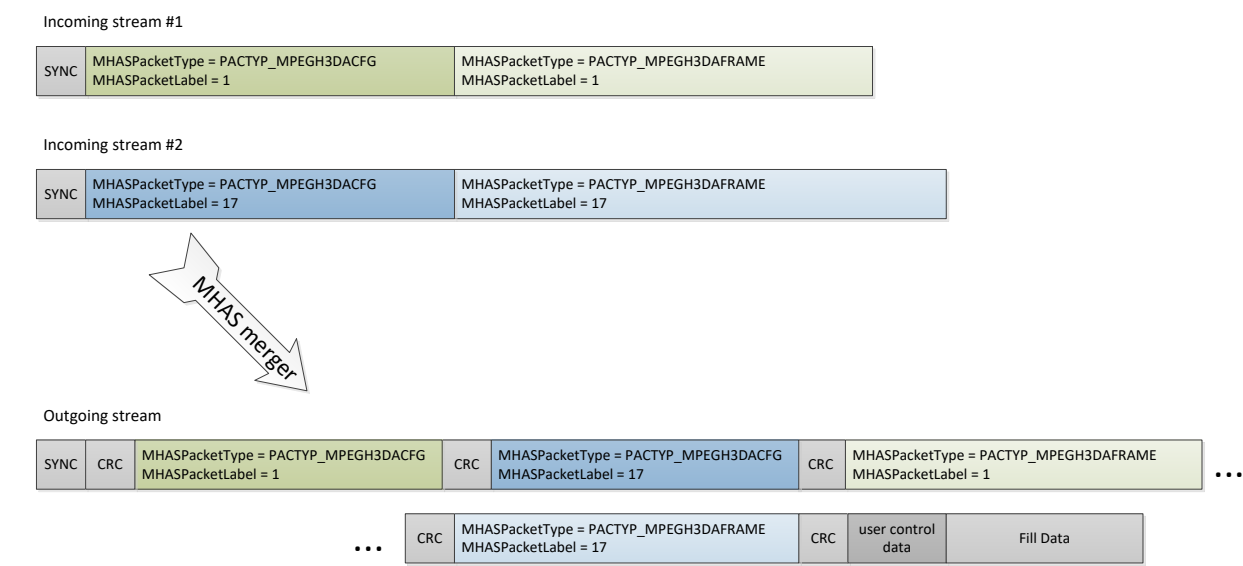 Incoming stream #1
SYNC
MHASPacketType = PACTYP_MPEGH3DACFG
MHASPacketLabel = 1
MHASPacketType = PACTYP_MPEGH3DAFRAME
MHASPacketLabel = 1
Incoming stream #2
SYNC
MHASPacketType = PACTYP_MPEGH3DACFG
MHASPacketLabel = 17
MHASPacketType = PACTYP_MPEGH3DAFRAME
MHASPacketLabel = 17
MHAS merger
Outgoing stream
SYNC
CRC
MHASPacketType = PACTYP_MPEGH3DACFG
MHASPacketLabel = 1
CRC
MHASPacketType = PACTYP_MPEGH3DACFG
MHASPacketLabel = 17
CRC
MHASPacketType = PACTYP_MPEGH3DAFRAME
MHASPacketLabel = 1
...
...
CRC
MHASPacketType = PACTYP_MPEGH3DAFRAME
MHASPacketLabel = 17
CRC
user control
data
Fill Data